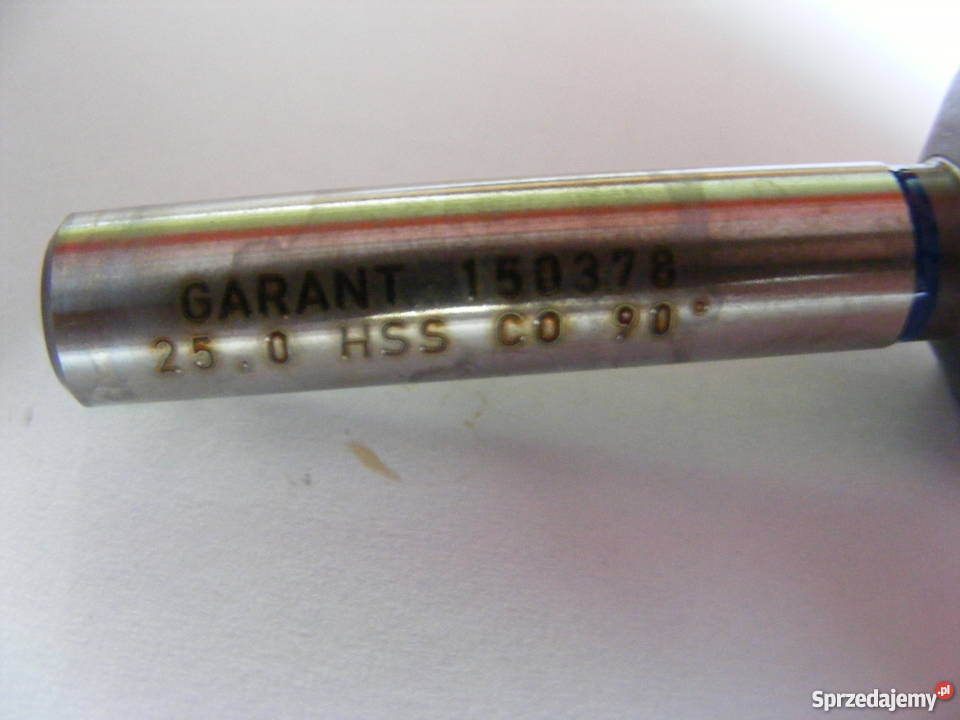 GARANT 150378
25.0 HSS CO 90°
Sprzedajemy.pl